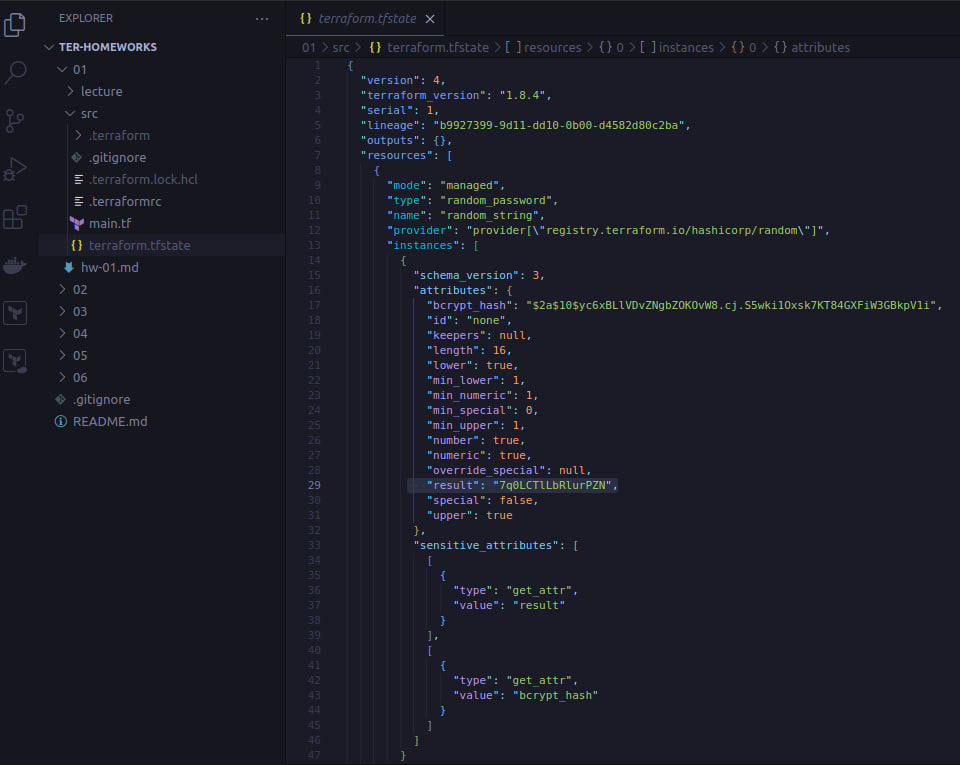 EXPLORER
TER-HOMEWORKS
01
lecture
src
.terraform
.gitignore
.terraform.lock.hcl
.terraformrc
main.tf
terraform.tfstate
hw-01.md
02
03
04
05
06
.gitignore
README.md
{} terraform.tfstate
01 > src > {} terraform.tfstate > [ ] resources > {} 0 > [ ] instances > {} 0 > {} attributes
1 {
2 "version": 4,
3 "terraform_version": "1.8.4",
4 "serial": 1,
5 "lineage": "b9927399-9d11-dd10-0b00-d4582d80c2ba",
6 "outputs": {},
7 "resources": [
8 {
9 "mode": "managed",
10 "type": "random_password",
11 "name": "random_string",
12 "provider": "provider[\"registry.terraform.io/hashicorp/random\"]",
13 "instances": [
14 {
15 "schema_version": 3,
16 "attributes": {
17 "bcrypt_hash": "$2a$10$yc6xBLlVDvZNgbZOKOvW8.cj.S5wki1Oxsk7KT84GXFiW3GBkpV1i",
18 "id": "none",
19 "keepers": null,
20 "length": 16,
21 "lower": true,
22 "min_lower": 1,
23 "min_numeric": 1,
24 "min_special": 0,
25 "min_upper": 1,
26 "number": true,
27 "numeric": true,
28 "override_special": null,
29 "result": "7q0LCTlLbRlurPZN",
30 "special": false,
31 "upper": true
32 },
33 "sensitive_attributes": [
34 [
35 {
36 "type": "get_attr",
37 "value": "result"
38 }
39 ],
40 [
41 {
42 "type": "get_attr",
43 "value": "bcrypt_hash"
44 }
45 ]
46 ]
47 }